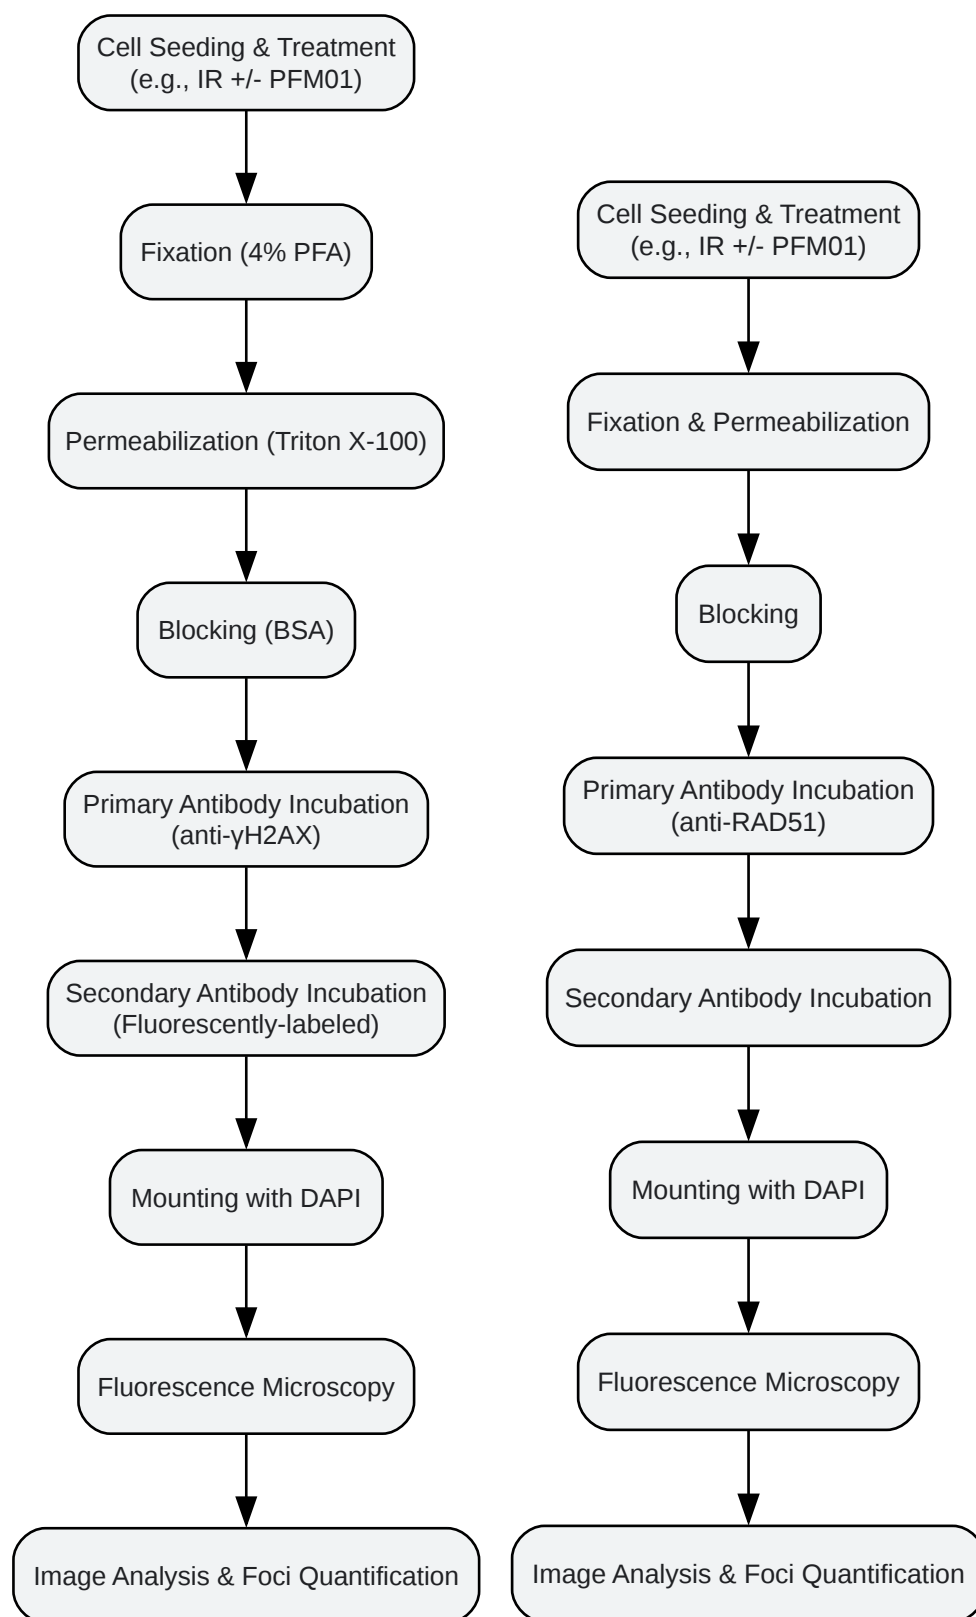 Cell Seeding & Treatment
(e.g., IR +/- PFM01)
Fixation (4% PFA)
Permeabilization (Triton X-100)
Blocking (BSA)
Primary Antibody Incubation
(anti-γH2AX)
Secondary Antibody Incubation
(Fluorescently-labeled)
Mounting with DAPI
Fluorescence Microscopy
Image Analysis & Foci Quantification
Cell Seeding & Treatment
(e.g., IR +/- PFM01)
Fixation & Permeabilization
Blocking
Primary Antibody Incubation
(anti-RAD51)
Secondary Antibody Incubation
Mounting with DAPI
Fluorescence Microscopy
Image Analysis & Foci Quantification